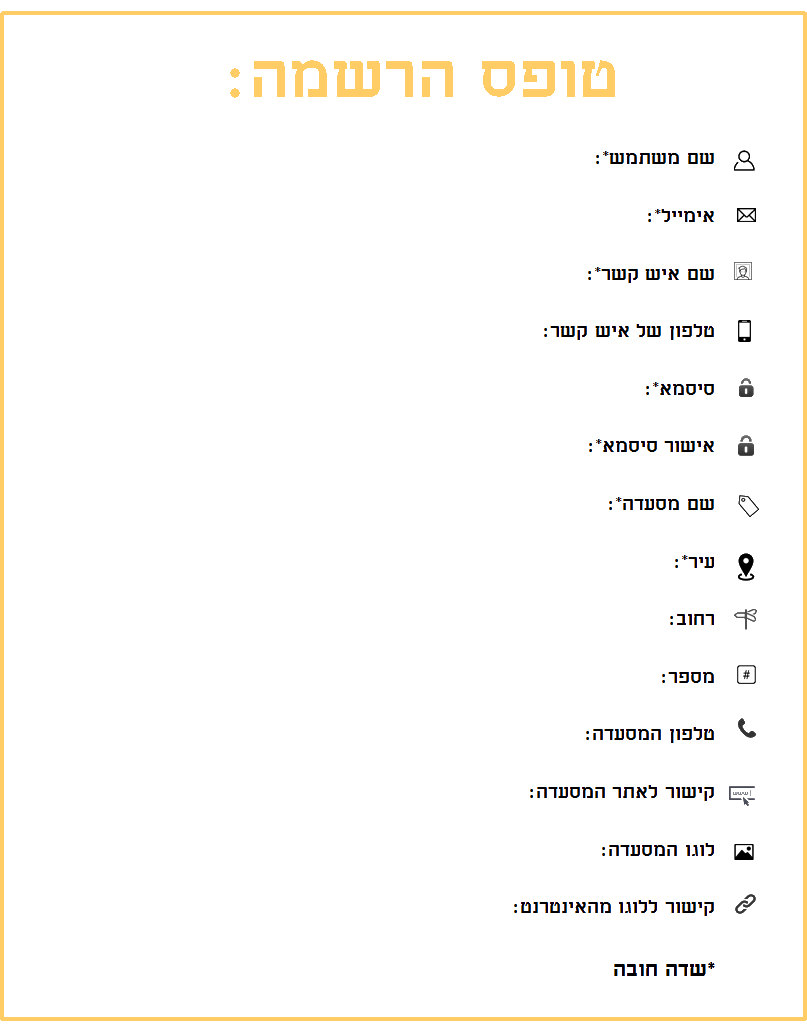 טופס הרשמה:
שם משתמש*:
אימייל*:
שם איש קשר*:
טלפון של איש קשר:
סיסמא*:
אישור סיסמא*:
שם מסעדה*:
עיר*:
רחוב:
# מספר:
טלפון המסעדה:
קישור לאתר המסעדה:
לוגו המסעדה:
קישור ללוגו מהאינטרנט:
*שדה חובה